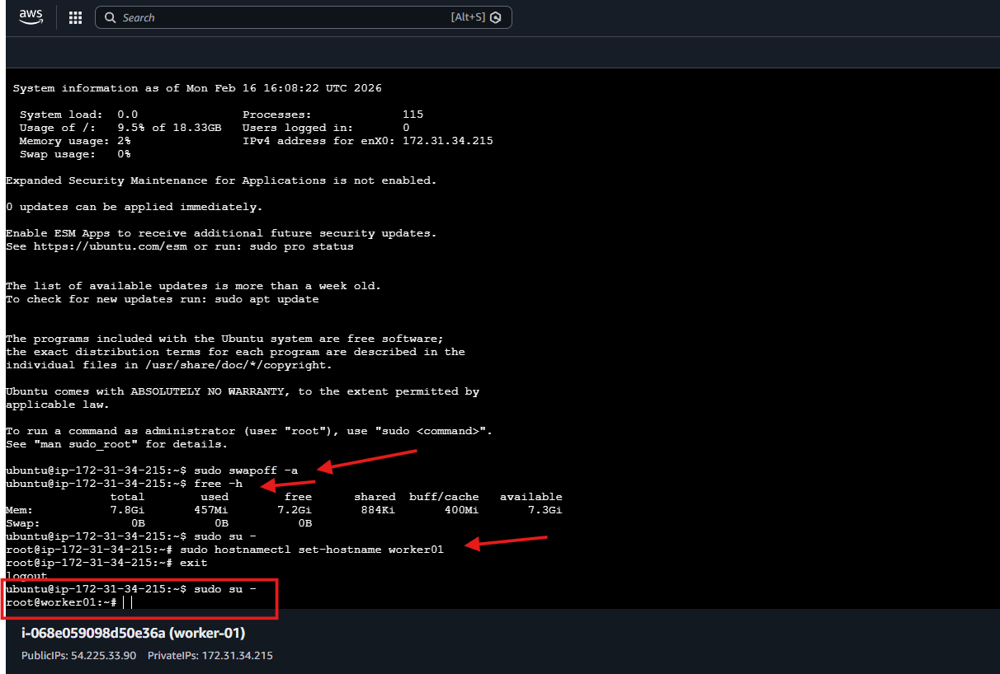 aws
Search [Alt+S]
System information as of Mon Feb 16 16:08:22 UTC 2026
System load: 0.0 Processes: 115
Usage of /: 9.5% of 18.33GB Users logged in: 0
Memory usage: 2% IPv4 address for enX0: 172.31.34.215
Swap usage: 0%
Expanded Security Maintenance for Applications is not enabled.
0 updates can be applied immediately.
Enable ESM Apps to receive additional future security updates.
See https://ubuntu.com/esm or run: sudo pro status
The list of available updates is more than a week old.
To check for new updates run: sudo apt update
The programs included with the Ubuntu system are free software;
the exact distribution terms for each program are described in the
individual files in /usr/share/doc/*/copyright.
Ubuntu comes with ABSOLUTELY NO WARRANTY, to the extent permitted by
applicable law.
To run a command as administrator (user "root"), use "sudo <command>".
See "man sudo_root" for details.
ubuntu@ip-172-31-34-215:~$ sudo swapoff -a
ubuntu@ip-172-31-34-215:~$ free -h
total used free shared buff/cache available
Mem: 7.8Gi 457Mi 7.2Gi 884Ki 400Mi 7.3Gi
Swap: 0B 0B 0B
ubuntu@ip-172-31-34-215:~$ sudo su -
root@ip-172-31-34-215:~# sudo hostnamectl set-hostname worker01
root@ip-172-31-34-215:~# exit
logout
ubuntu@ip-172-31-34-215:~$ sudo su -
root@worker01:~#
i-068e059098d50e36a (worker-01)
PublicIPs: 54.225.33.90 PrivateIPs: 172.31.34.215